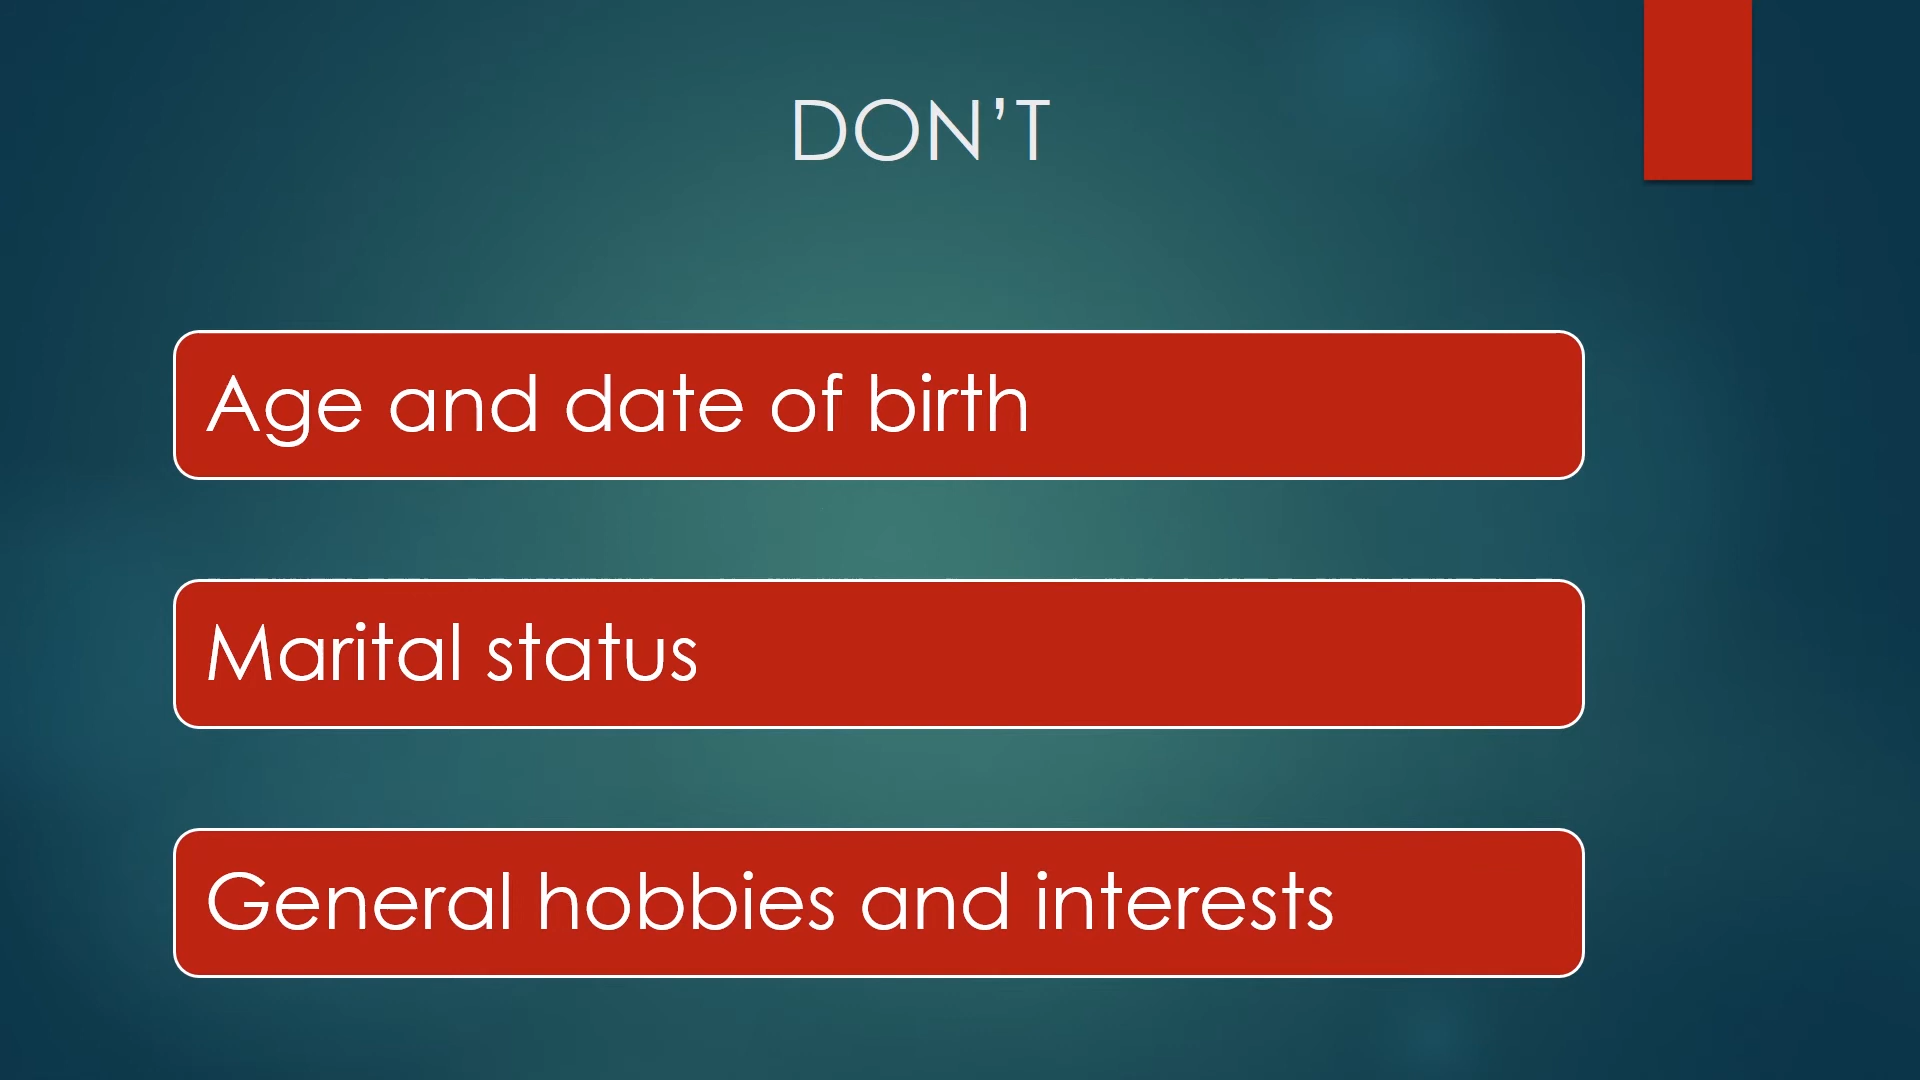 DON’T
Age and date of birth
Marital status
General hobbies and interests